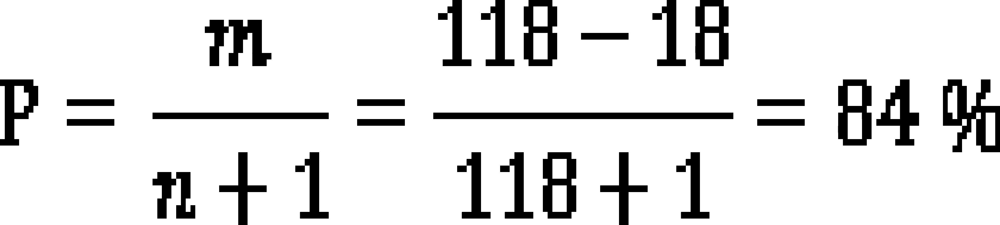 P = m / (n + 1) = (118 − 18) / (118 + 1) = 84 %